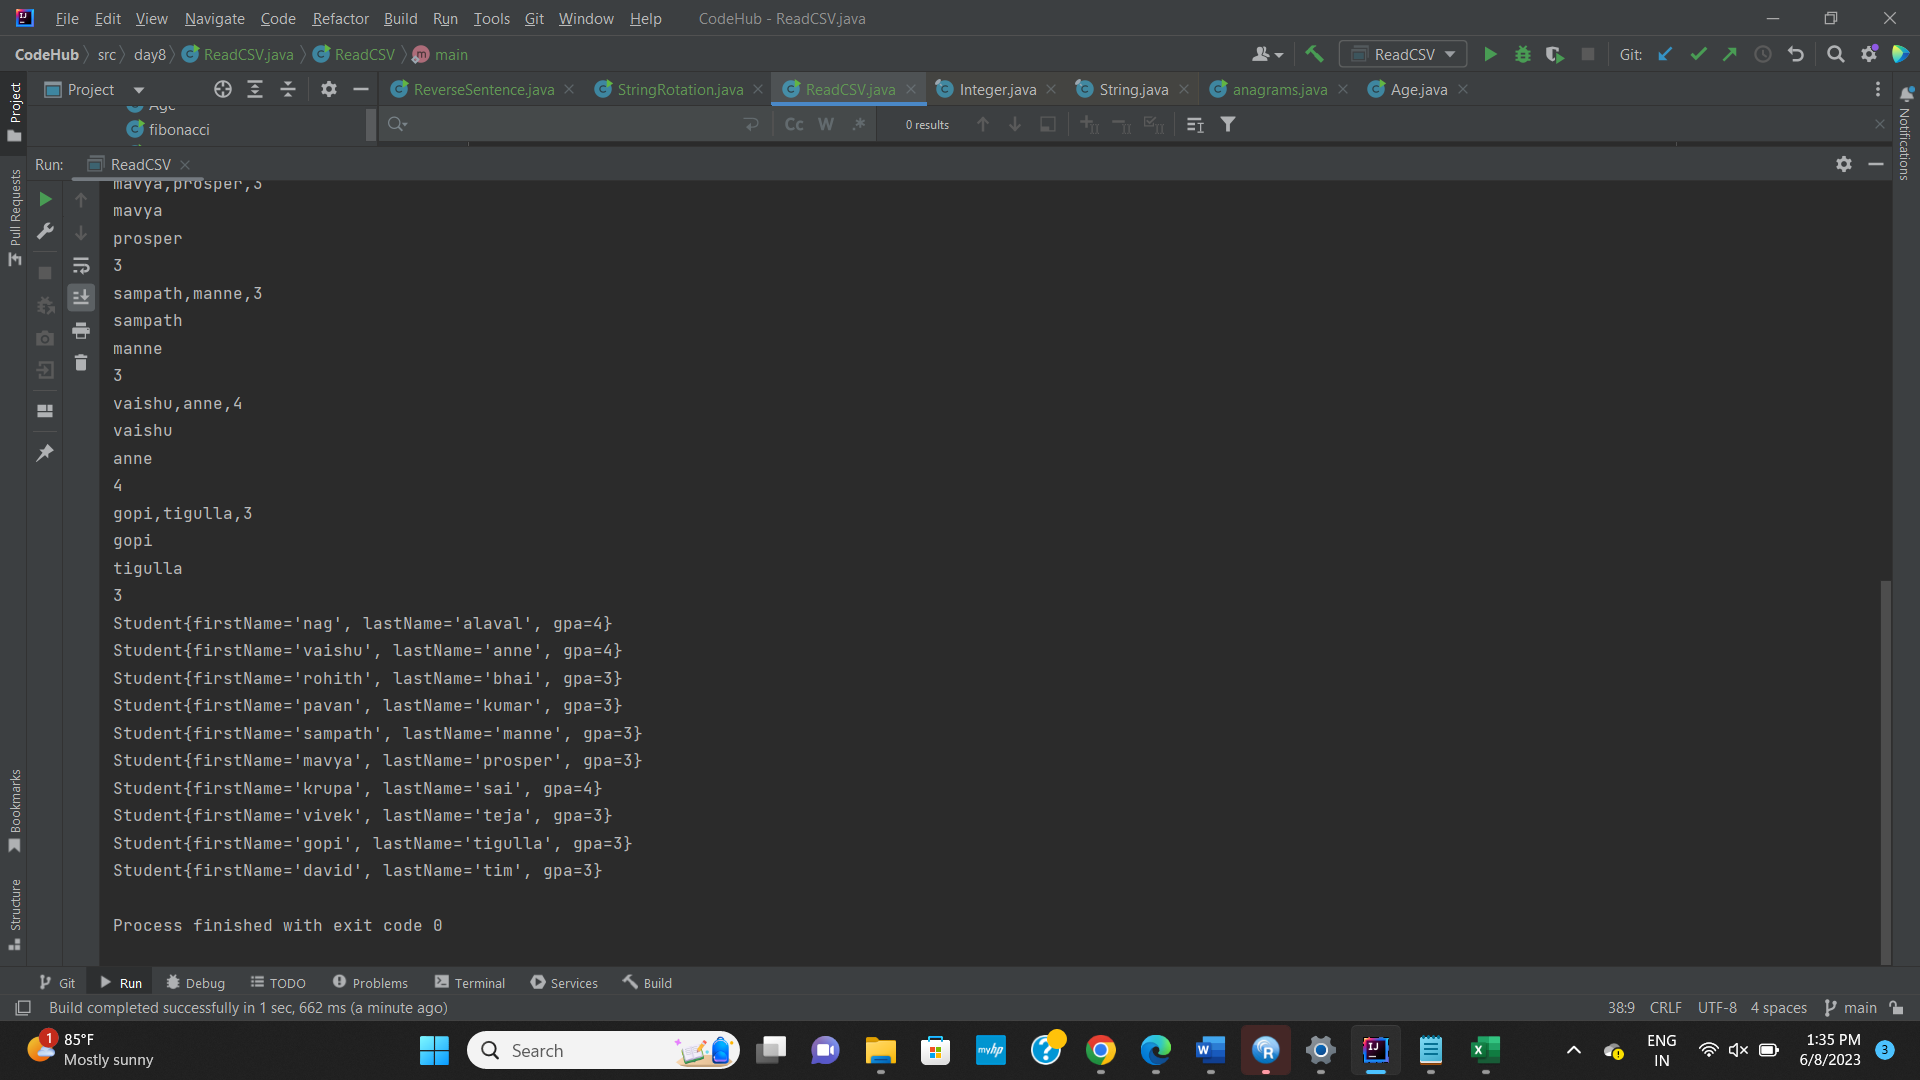 File Edit View Navigate Code Refactor Build Run Tools Git Window Help CodeHub - ReadCSV.java
CodeHub src day8 ReadCSV.java ReadCSV main ReadCSV Git:
Project ReverseSentence.java StringRotation.java ReadCSV.java Integer.java String.java anagrams.java Age.java
Age
fibonacci
Cc W .* 0 results
Run: ReadCSV
mavya,prosper,3
mavya
prosper
3
sampath,manne,3
sampath
manne
3
vaishu,anne,4
vaishu
anne
4
gopi,tigulla,3
gopi
tigulla
3
Student{firstName='nag', lastName='alaval', gpa=4}
Student{firstName='vaishu', lastName='anne', gpa=4}
Student{firstName='rohith', lastName='bhai', gpa=3}
Student{firstName='pavan', lastName='kumar', gpa=3}
Student{firstName='sampath', lastName='manne', gpa=3}
Student{firstName='mavya', lastName='prosper', gpa=3}
Student{firstName='krupa', lastName='sai', gpa=4}
Student{firstName='vivek', lastName='teja', gpa=3}
Student{firstName='gopi', lastName='tigulla', gpa=3}
Student{firstName='david', lastName='tim', gpa=3}
Process finished with exit code 0
Project
Pull Requests
Bookmarks
Structure
Notifications
Git Run Debug TODO Problems Terminal Services Build
Build completed successfully in 1 sec, 662 ms (a minute ago) 38:9 CRLF UTF-8 4 spaces main
1 85°F
Mostly sunny
Search
myhp
ENG
IN
1:35 PM
6/8/2023
3